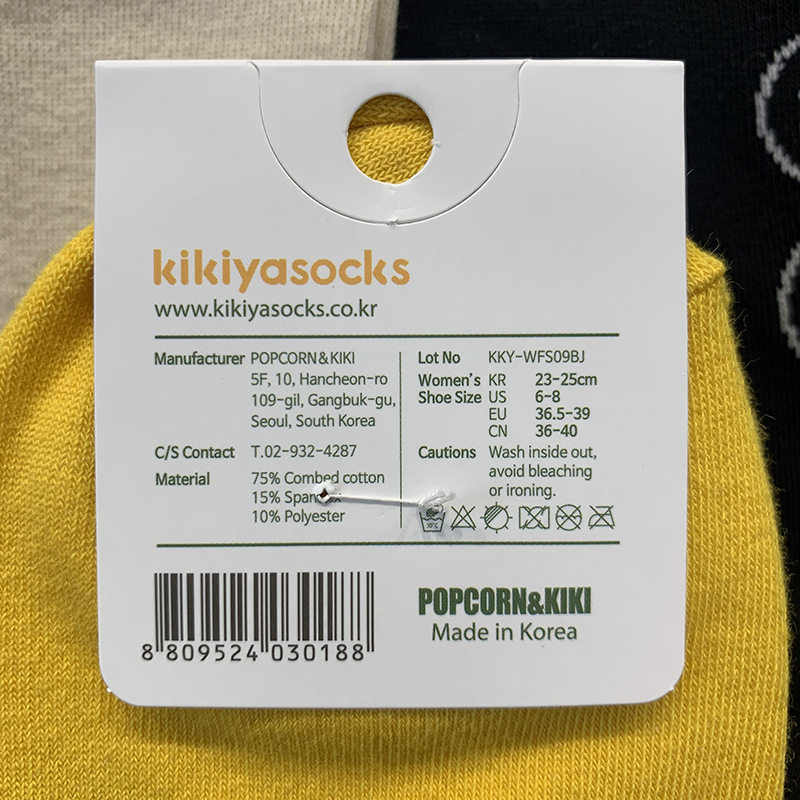 kikiyasocks
www.kikiyasocks.co.kr
Manufacturer POPCORN&KIKI
5F, 10, Hancheon-ro
109-gil, Gangbuk-gu,
Seoul, South Korea
C/S Contact T.02-932-4287
Material 75% Combed cotton
15%
10% Polyester
Lot No KKY-WFS09BJ
Women's KR 23-25cm
Shoe Size US 6-8
EU 36.5-39
CN 36-40
Cautions Wash inside out,
avoid bleaching
or ironing.
30°C
8 809524 030188
POPCORN&KIKI
Made in Korea